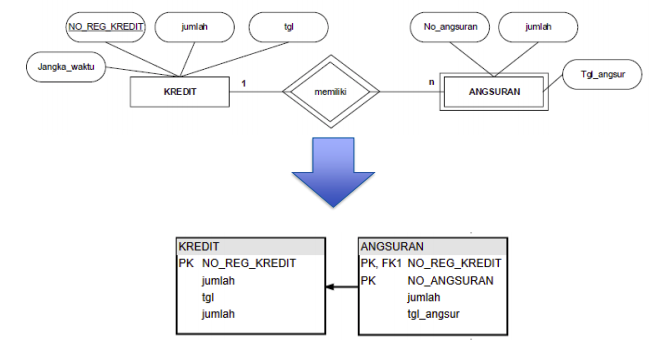 NO_REG_KREDIT jumlah tgl No_angsuran jumlah
Jangka_waktu Tgl_angsur
KREDIT 1 memiliki n ANGSURAN
KREDIT
PK NO_REG_KREDIT
jumlah
tgl
jumlah
ANGSURAN
PK, FK1 NO_REG_KREDIT
PK NO_ANGSURAN
jumlah
tgl_angsur